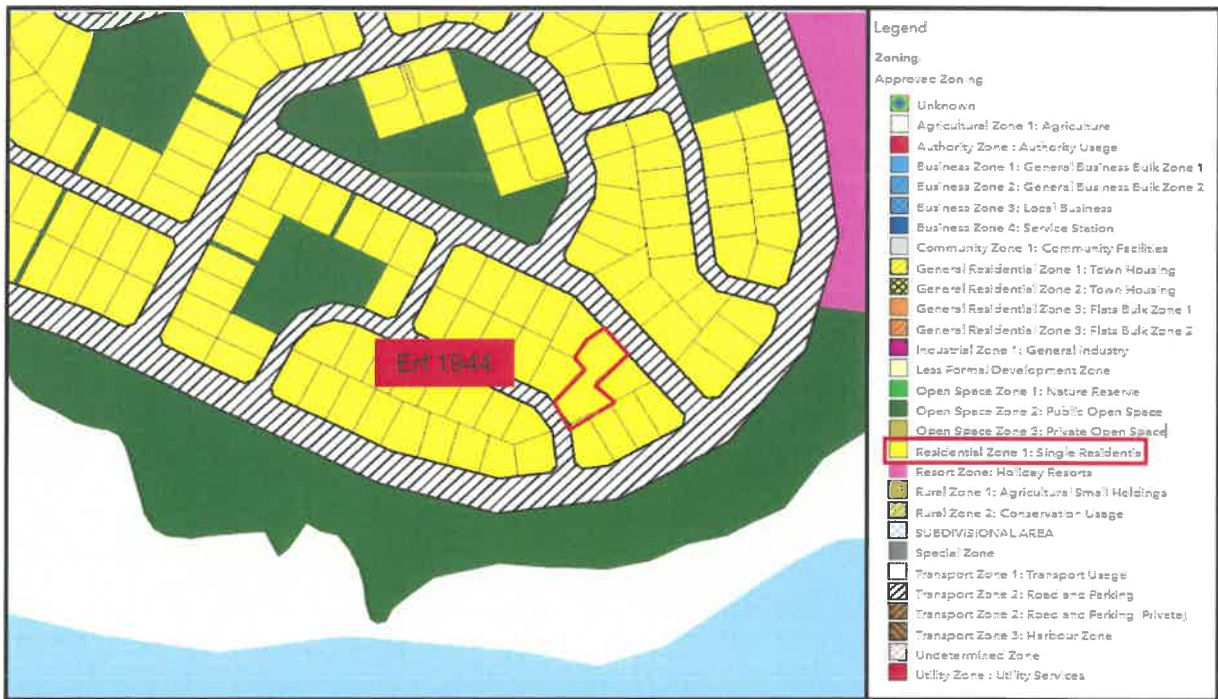 Erf 1944
Legend
Zoning
Approved Zoning
Unknown
Agricultural Zone 1: Agriculture
Authority Zone : Authority Usage
Business Zone 1: General Business Bulk Zone 1
Business Zone 2: General Business Bulk Zone 2
Business Zone 3: Local Business
Business Zone 4: Service Station
Community Zone 1: Community Facilities
General Residential Zone 1: Town Housing
General Residential Zone 2: Town Housing
General Residential Zone 3: Flats Bulk Zone 1
General Residential Zone 3: Flats Bulk Zone 2
Industrial Zone 1: General industry
Less Formal Development Zone
Open Space Zone 1: Nature Reserve
Open Space Zone 2: Public Open Space
Open Space Zone 3: Private Open Space
Residential Zone 1: Single Residentia
Resort Zone: Holiday Resorts
Rural Zone 1: Agricultural Small Holdings
Rural Zone 2: Conservation Usage
SUBDIVISIONAL AREA
Special Zone
Transport Zone 1: Transport Usage
Transport Zone 2: Road and Parking
Transport Zone 2: Road and Parking (Private)
Transport Zone 3: Harbour Zone
Undetermined Zone
Utility Zone : Utility Services